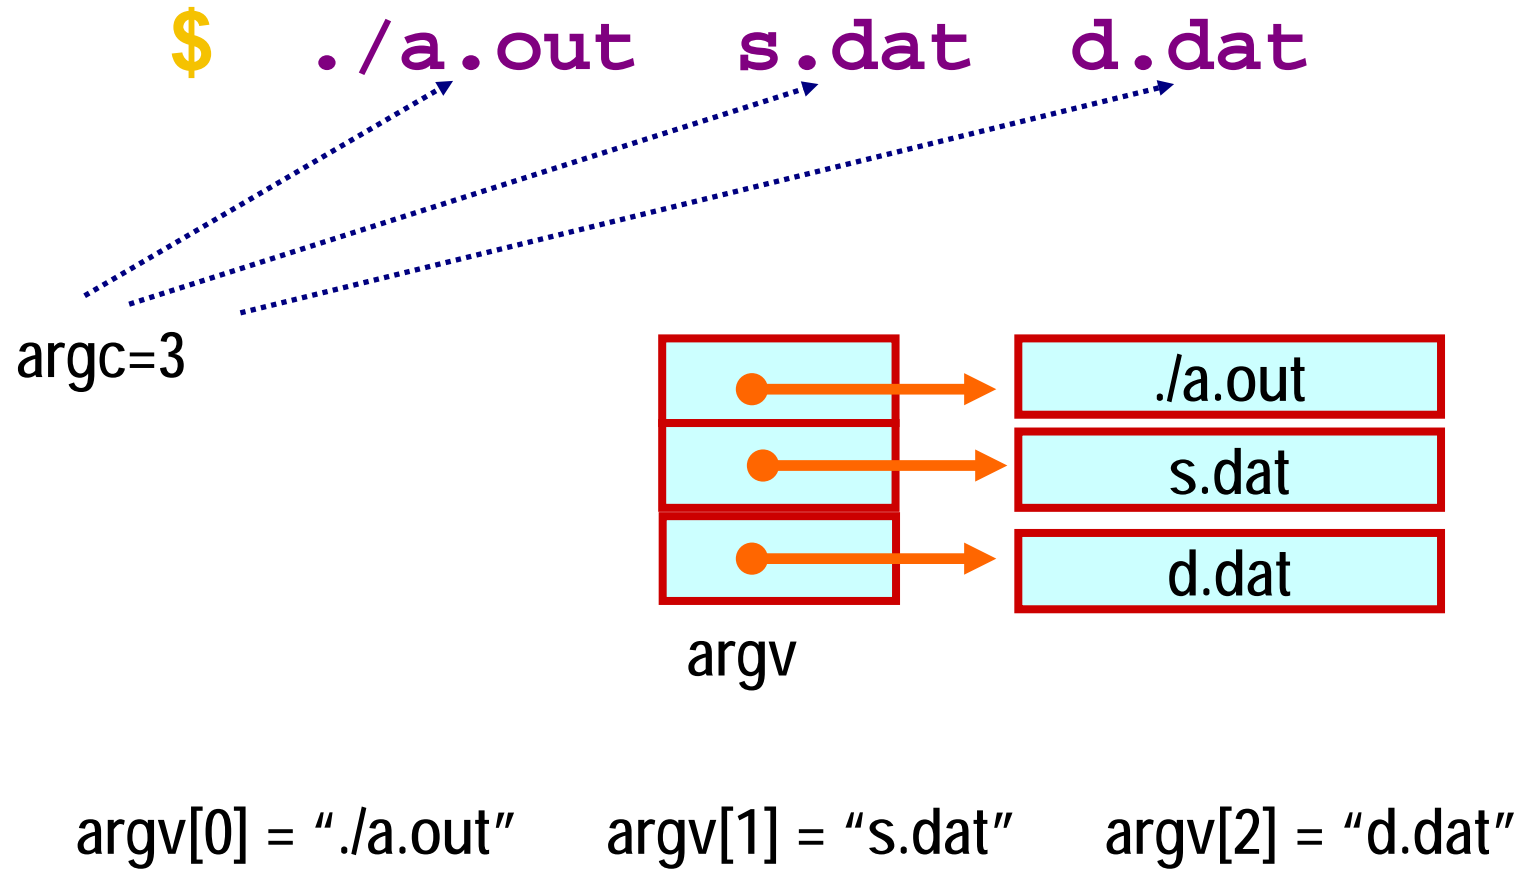 $ ./a.out s.dat d.dat
argc=3
./a.out
s.dat
d.dat
argv
argv[0] = “./a.out” argv[1] = “s.dat” argv[2] = “d.dat”